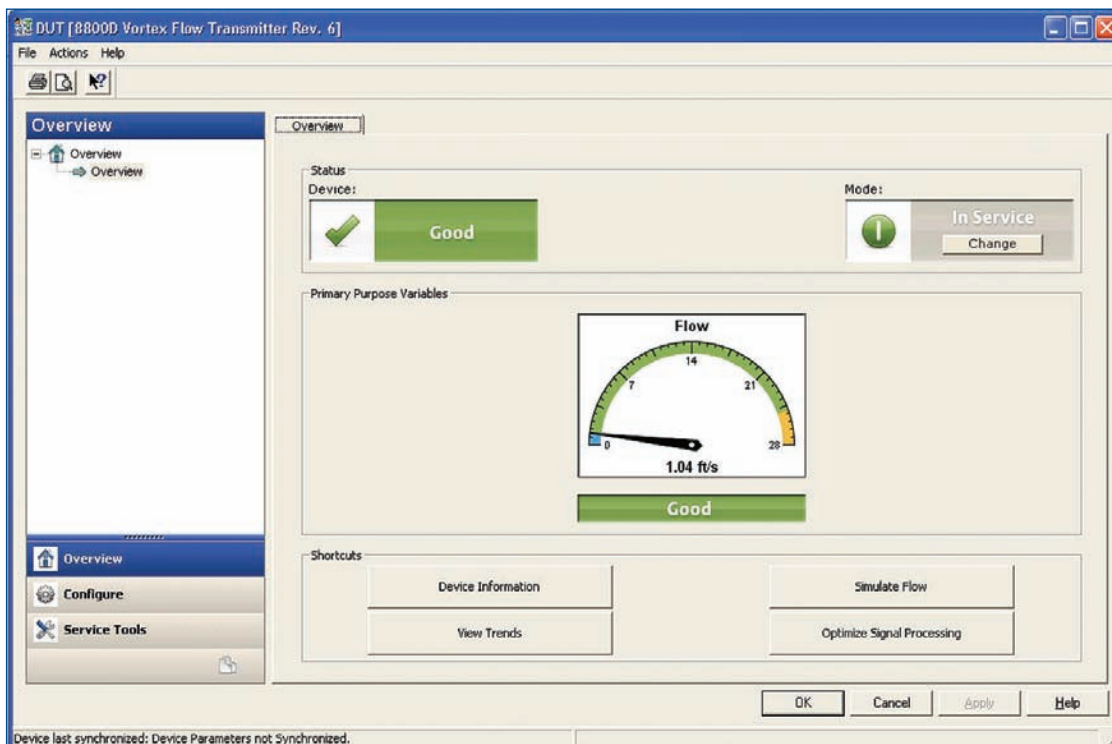 DUT [8800D Vortex Flow Transmitter Rev. 6]
File Actions Help
Overview
Overview
Overview
Overview
Configure
Service Tools
Overview
Status
Device:
Good
Mode:
In Service
Change
Primary Purpose Variables
Flow
0
7
14
21
28
1.04 ft/s
Good
Shortcuts
Device Information
Simulate Flow
View Trends
Optimize Signal Processing
OK Cancel Apply Help
Device last synchronized: Device Parameters not Synchronized.